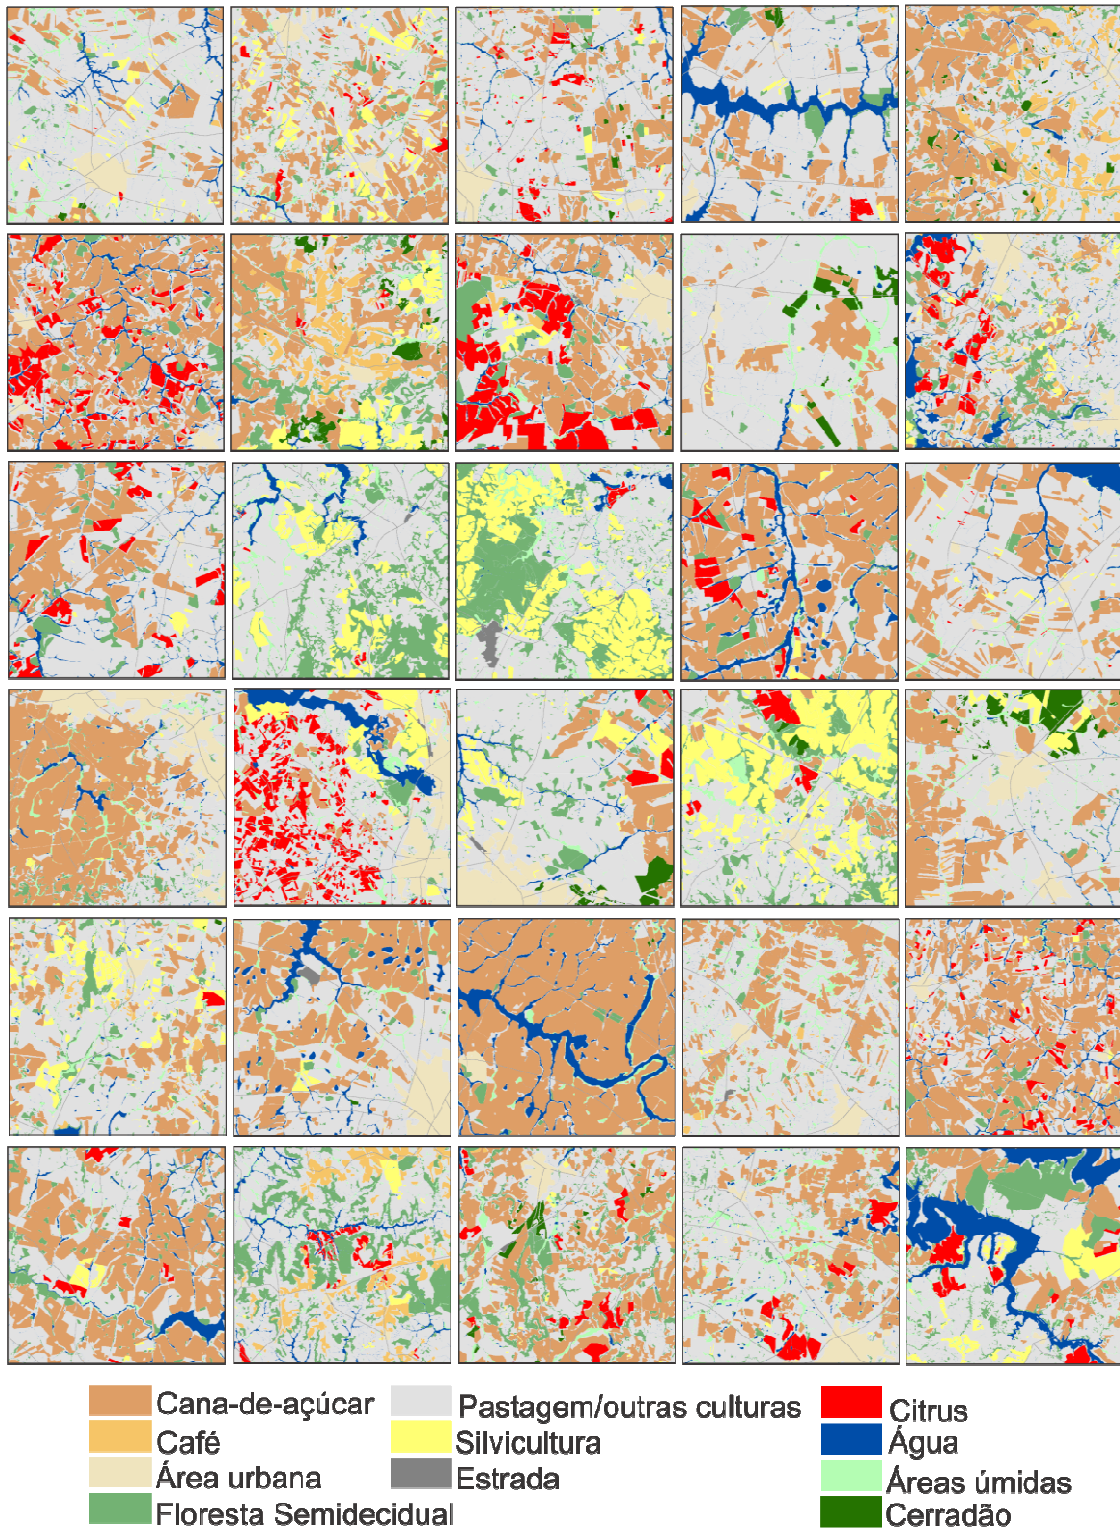 Cana-de-açúcar
Pastagem/outras culturas
Citrus
Café
Silvicultura
Água
Área urbana
Estrada
Áreas úmidas
Floresta Semidecidual
Cerradão